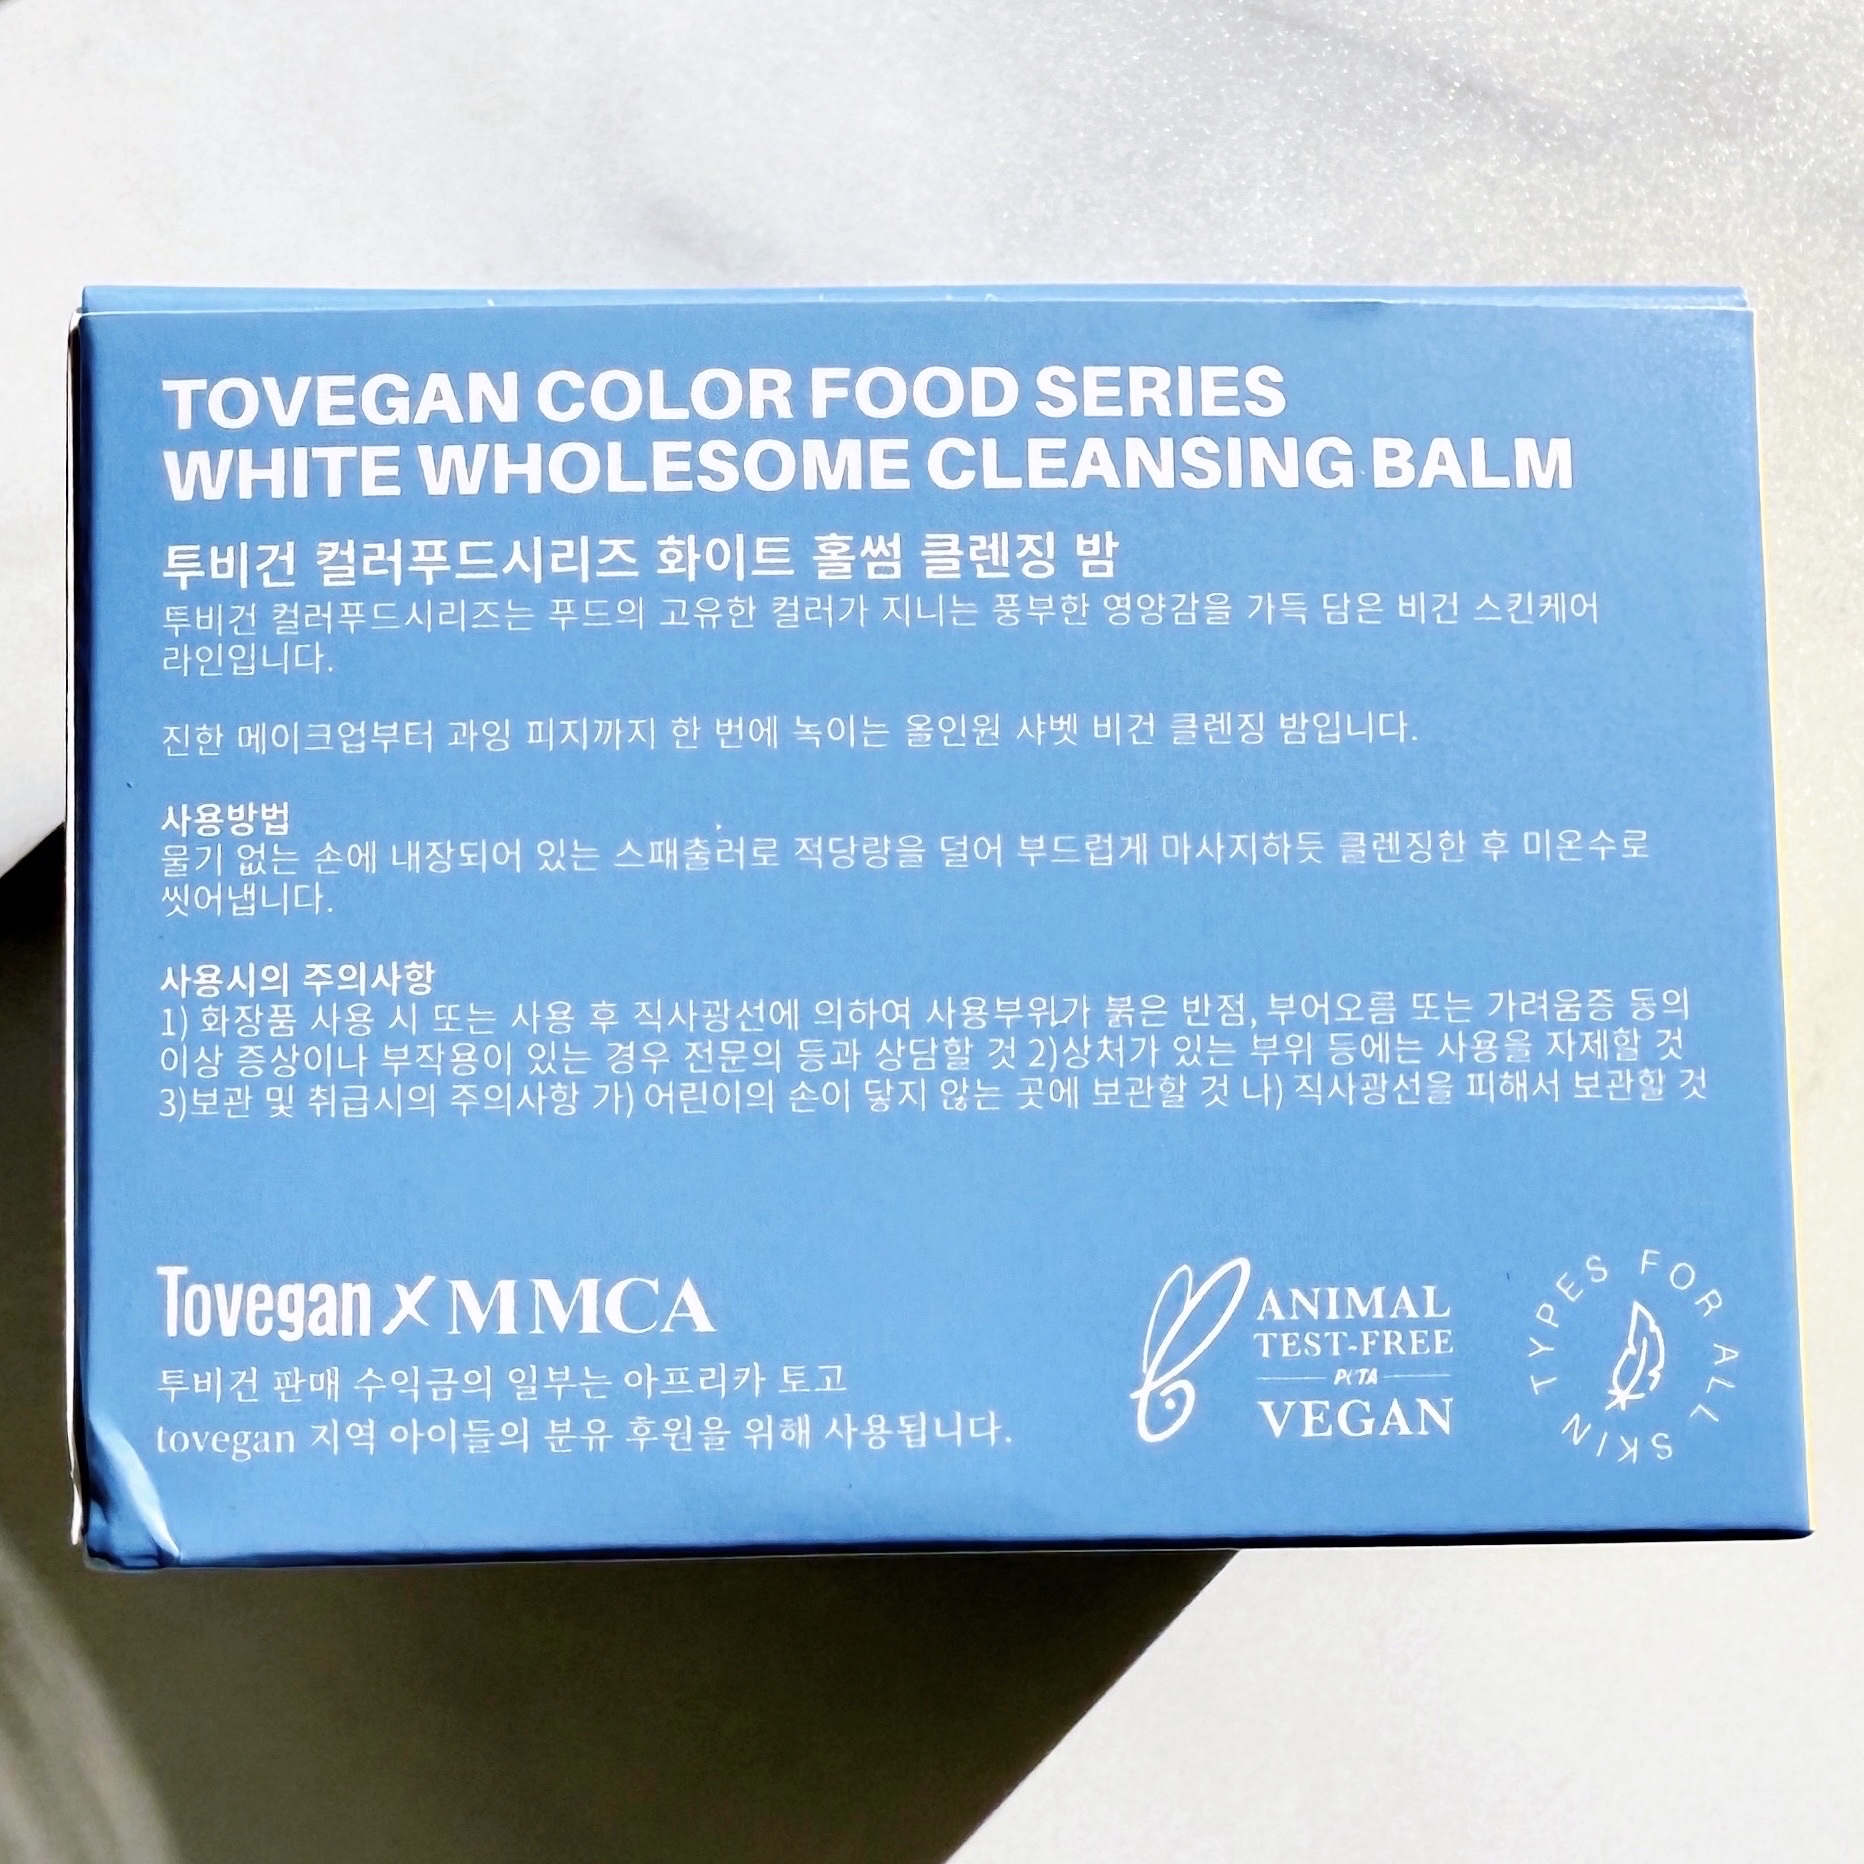 TOVEGAN COLOR FOOD SERIES
WHITE WHOLESOME CLEANSING BALM
투비건 컬러푸드시리즈 화이트 홀썸 클렌징 밤
투비건 컬러푸드시리즈는 푸드의 고유한 컬러가 지니는 풍부한 영양감을 가득 담은 비건 스킨케어
라인입니다.
진한 메이크업부터 과잉 피지까지 한 번에 녹이는 올인원 샤벳 비건 클렌징 밤입니다.
사용방법
물기 없는 손에 내장되어 있는 스패출러로 적당량을 덜어 부드럽게 마사지하듯 클렌징한 후 미온수로
씻어냅니다.
사용시의 주의사항
1) 화장품 사용 시 또는 사용 후 직사광선에 의하여 사용부위가 붉은 반점, 부어오름 또는 가려움증 동의
이상 증상이나 부작용이 있는 경우 전문의 등과 상담할 것 2)상처가 있는 부위 등에는 사용을 자제할 것
3)보관 및 취급시의 주의사항 가) 어린이의 손이 닿지 않는 곳에 보관할 것 나) 직사광선을 피해서 보관할 것
Tovegan X MMCA
투비건 판매 수익금의 일부는 아프리카 토고
tovegan 지역 아이들의 분유 후원을 위해 사용됩니다.
ANIMAL
TEST-FREE
PETA
VEGAN
FOR ALL SKIN TYPES